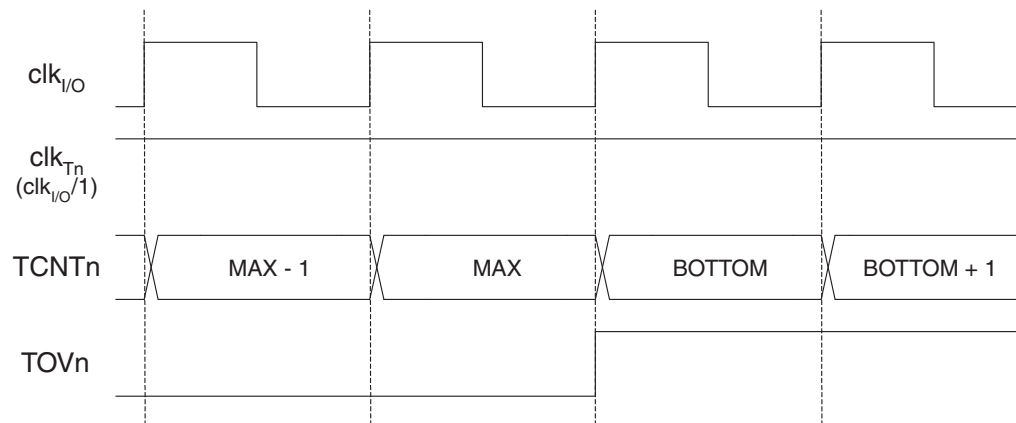 clkI/O
clkTn
(clkI/O/1)
TCNTn MAX - 1 MAX BOTTOM BOTTOM + 1
TOVn